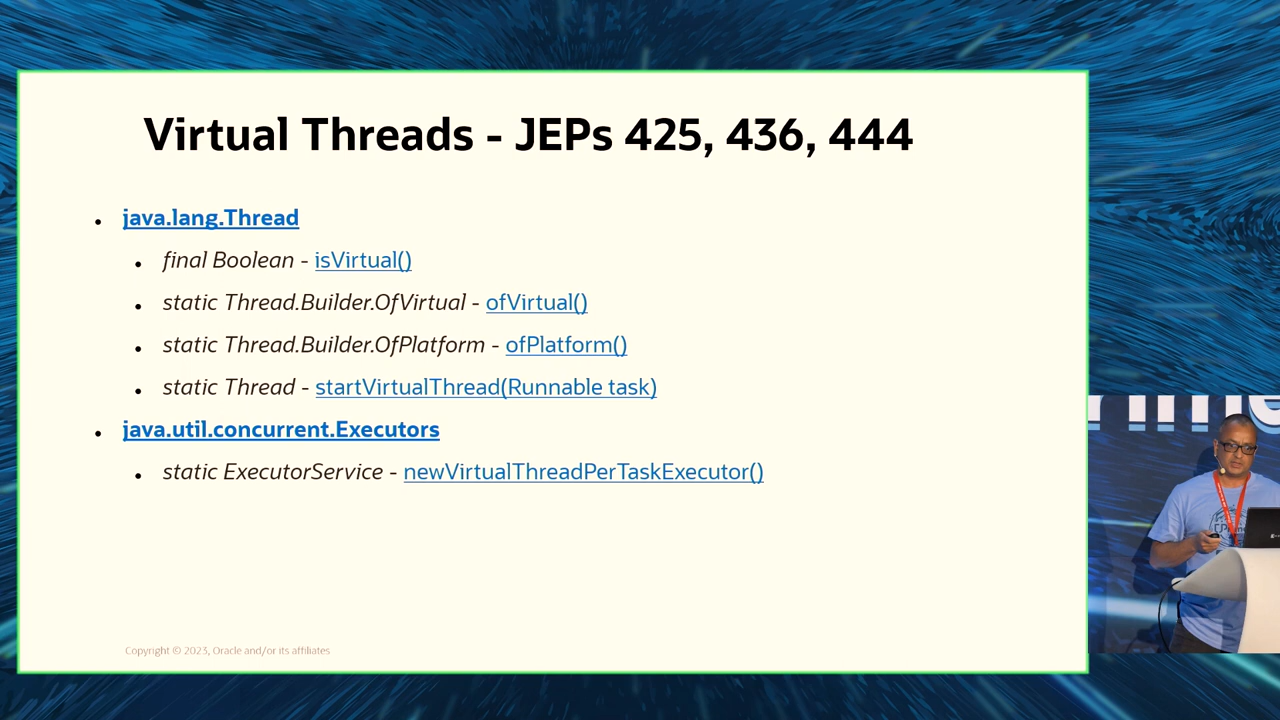 Virtual Threads - JEPs 425, 436, 444
• java.lang.Thread
• final Boolean - isVirtual()
• static Thread.Builder.OfVirtual - ofVirtual()
• static Thread.Builder.OfPlatform - ofPlatform()
• static Thread - startVirtualThread(Runnable task)
• java.util.concurrent.Executors
• static ExecutorService - newVirtualThreadPerTaskExecutor()
Copyright © 2023, Oracle and/or its affiliates